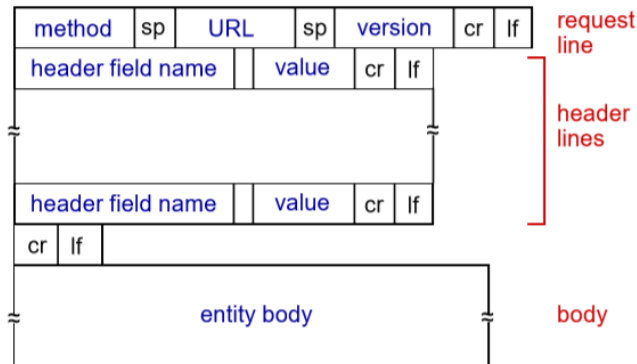 method sp URL sp version cr lf request line
header field name value cr lf
header lines
header field name value cr lf
cr lf
entity body body